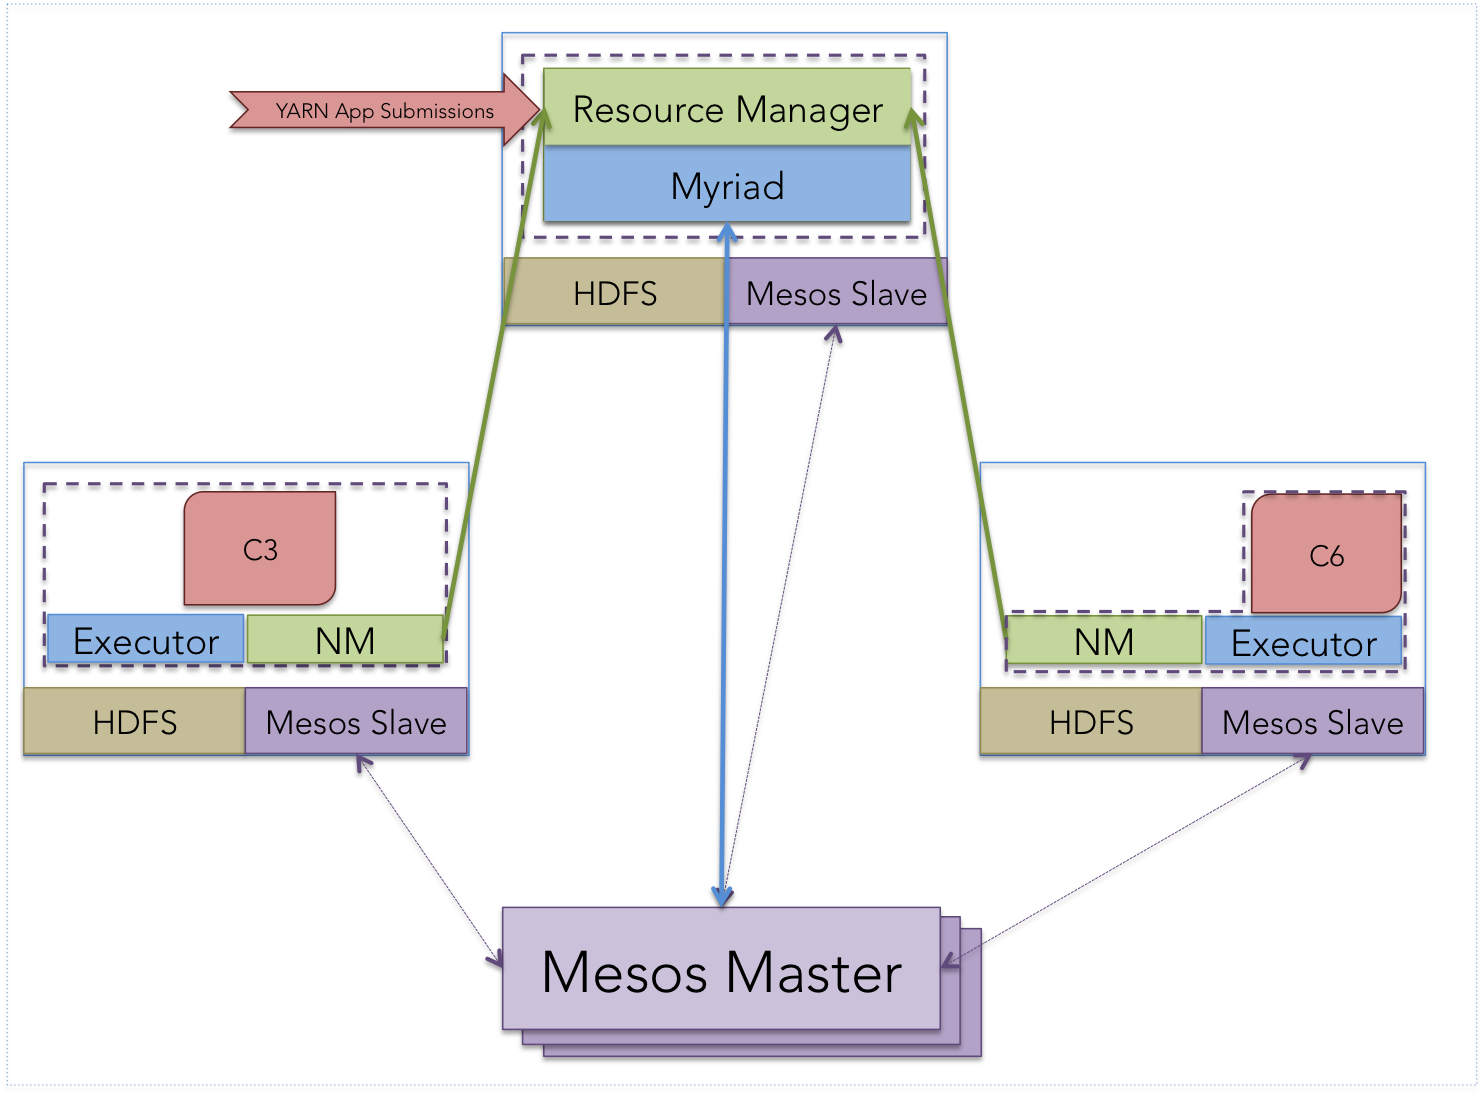 YARN App Submissions
Resource Manager
Myriad
HDFS
Mesos Slave
C3
Executor
NM
HDFS
Mesos Slave
C6
NM
Executor
HDFS
Mesos Slave
Mesos Master